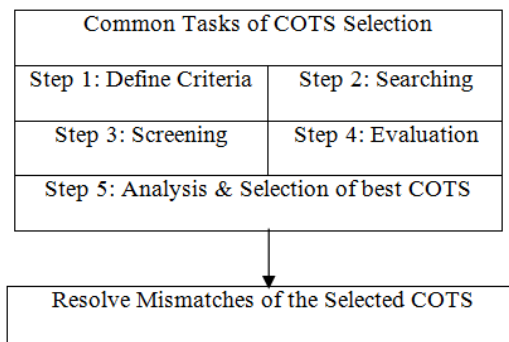 Common Tasks of COTS Selection
Step 1: Define Criteria
Step 2: Searching
Step 3: Screening
Step 4: Evaluation
Step 5: Analysis & Selection of best COTS
Resolve Mismatches of the Selected COTS